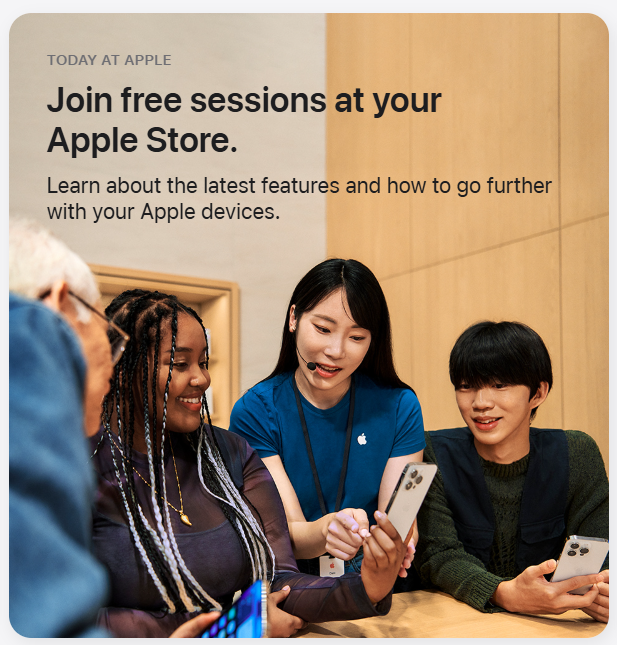 TODAY AT APPLE
Join free sessions at your
Apple Store.
Learn about the latest features and how to go further
with your Apple devices.